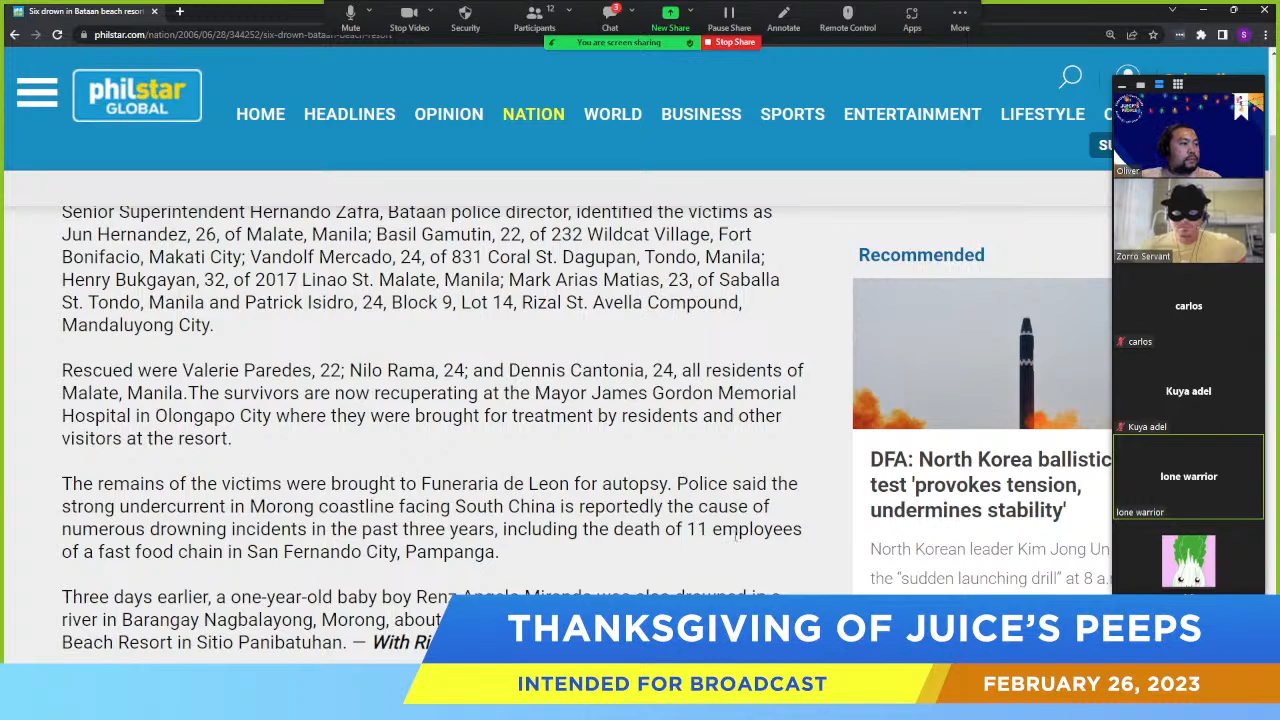 Six drown in Bataan beach resort
12
3
Mute
Stop Video
Security
Participants
Chat
New Share
Pause Share
Annotate
Remote Control
Apps
More
philstar.com/nation/2006/06/28/344252/six-drown-bataan-beach-resort
You are screen sharing
Stop Share
S
philstar
GLOBAL
HOME
HEADLINES
OPINION
NATION
WORLD
BUSINESS
SPORTS
ENTERTAINMENT
LIFESTYLE
SU
JUICE'S
PEOPLE
Oliver
Zorro Servant
carlos
carlos
Kuya adel
Kuya adel
lone warrior
lone warrior
Senior Superintendent Hernando Zafra, Bataan police director, identified the victims as
Jun Hernandez, 26, of Malate, Manila; Basil Gamutin, 22, of 232 Wildcat Village, Fort
Bonifacio, Makati City; Vandolf Mercado, 24, of 831 Coral St. Dagupan, Tondo, Manila;
Henry Bukgayan, 32, of 2017 Linao St. Malate, Manila; Mark Arias Matias, 23, of Saballa
St. Tondo, Manila and Patrick Isidro, 24, Block 9, Lot 14, Rizal St. Avella Compound,
Mandaluyong City.
Rescued were Valerie Paredes, 22; Nilo Rama, 24; and Dennis Cantonia, 24, all residents of
Malate, Manila.The survivors are now recuperating at the Mayor James Gordon Memorial
Hospital in Olongapo City where they were brought for treatment by residents and other
visitors at the resort.
The remains of the victims were brought to Funeraria de Leon for autopsy. Police said the
strong undercurrent in Morong coastline facing South China is reportedly the cause of
numerous drowning incidents in the past three years, including the death of 11 employees
of a fast food chain in San Fernando City, Pampanga.
Three days earlier, a one-year-old baby boy Renz Angelo Miranda was also drowned in a
river in Barangay Nagbalayong, Morong, about
Beach Resort in Sitio Panibatuhan. — With Ri
Recommended
DFA: North Korea ballistic
test 'provokes tension,
undermines stability'
North Korean leader Kim Jong Un
the “sudden launching drill” at 8 a.
THANKSGIVING OF JUICE'S PEEPS
INTENDED FOR BROADCAST
FEBRUARY 26, 2023